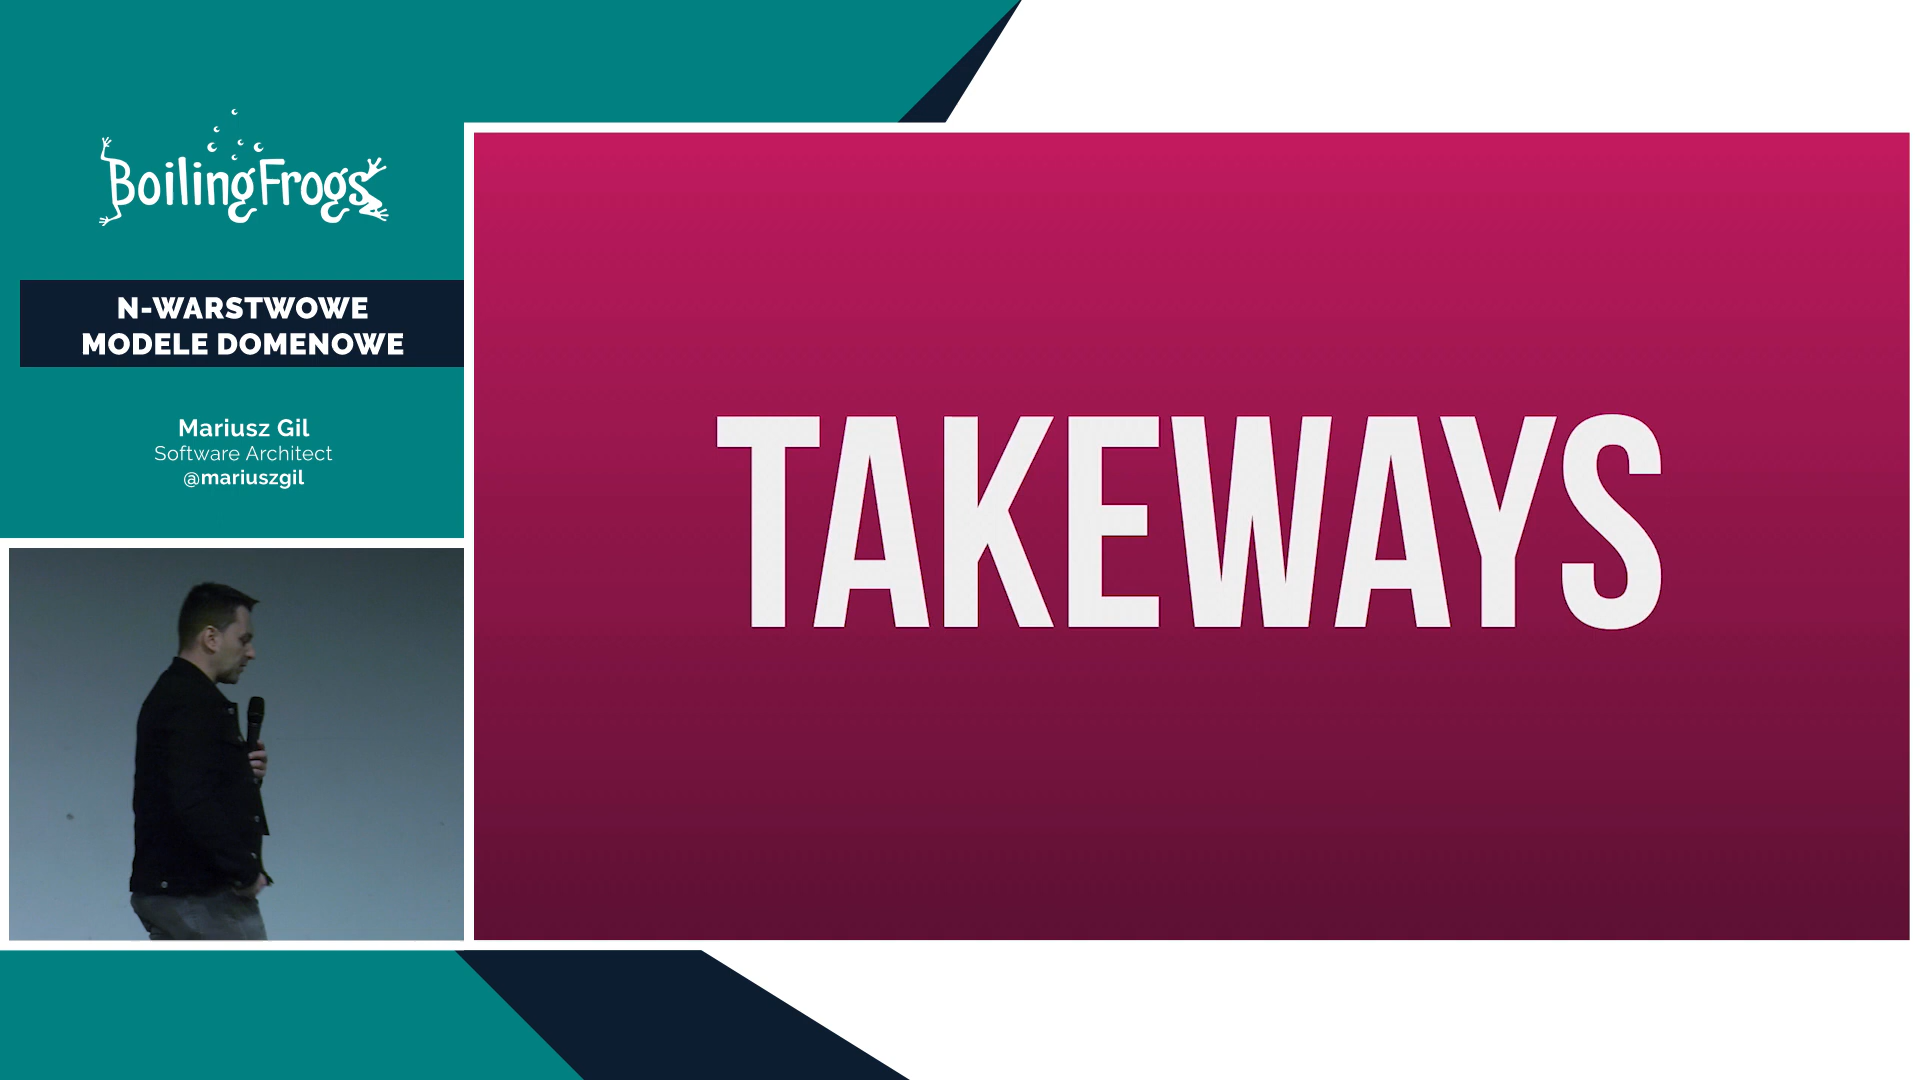 BoilingFrogs
N-WARSTWOWE
MODELE DOMENOWE
Mariusz Gil
Software Architect
@mariuszgil
TAKEWAYS